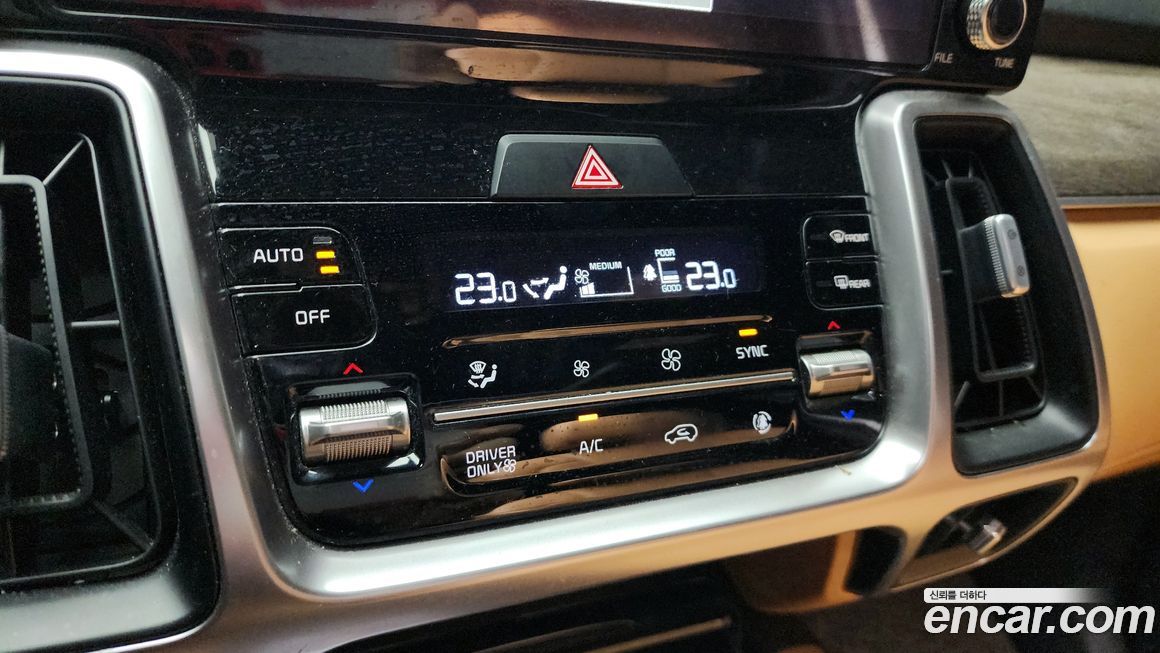 FILE
TUNE
AUTO
OFF
23.0
MEDIUM
POOR
GOOD
23.0
FRONT
REAR
SYNC
DRIVER
ONLY
A/C
신뢰를 더하다
encar.com